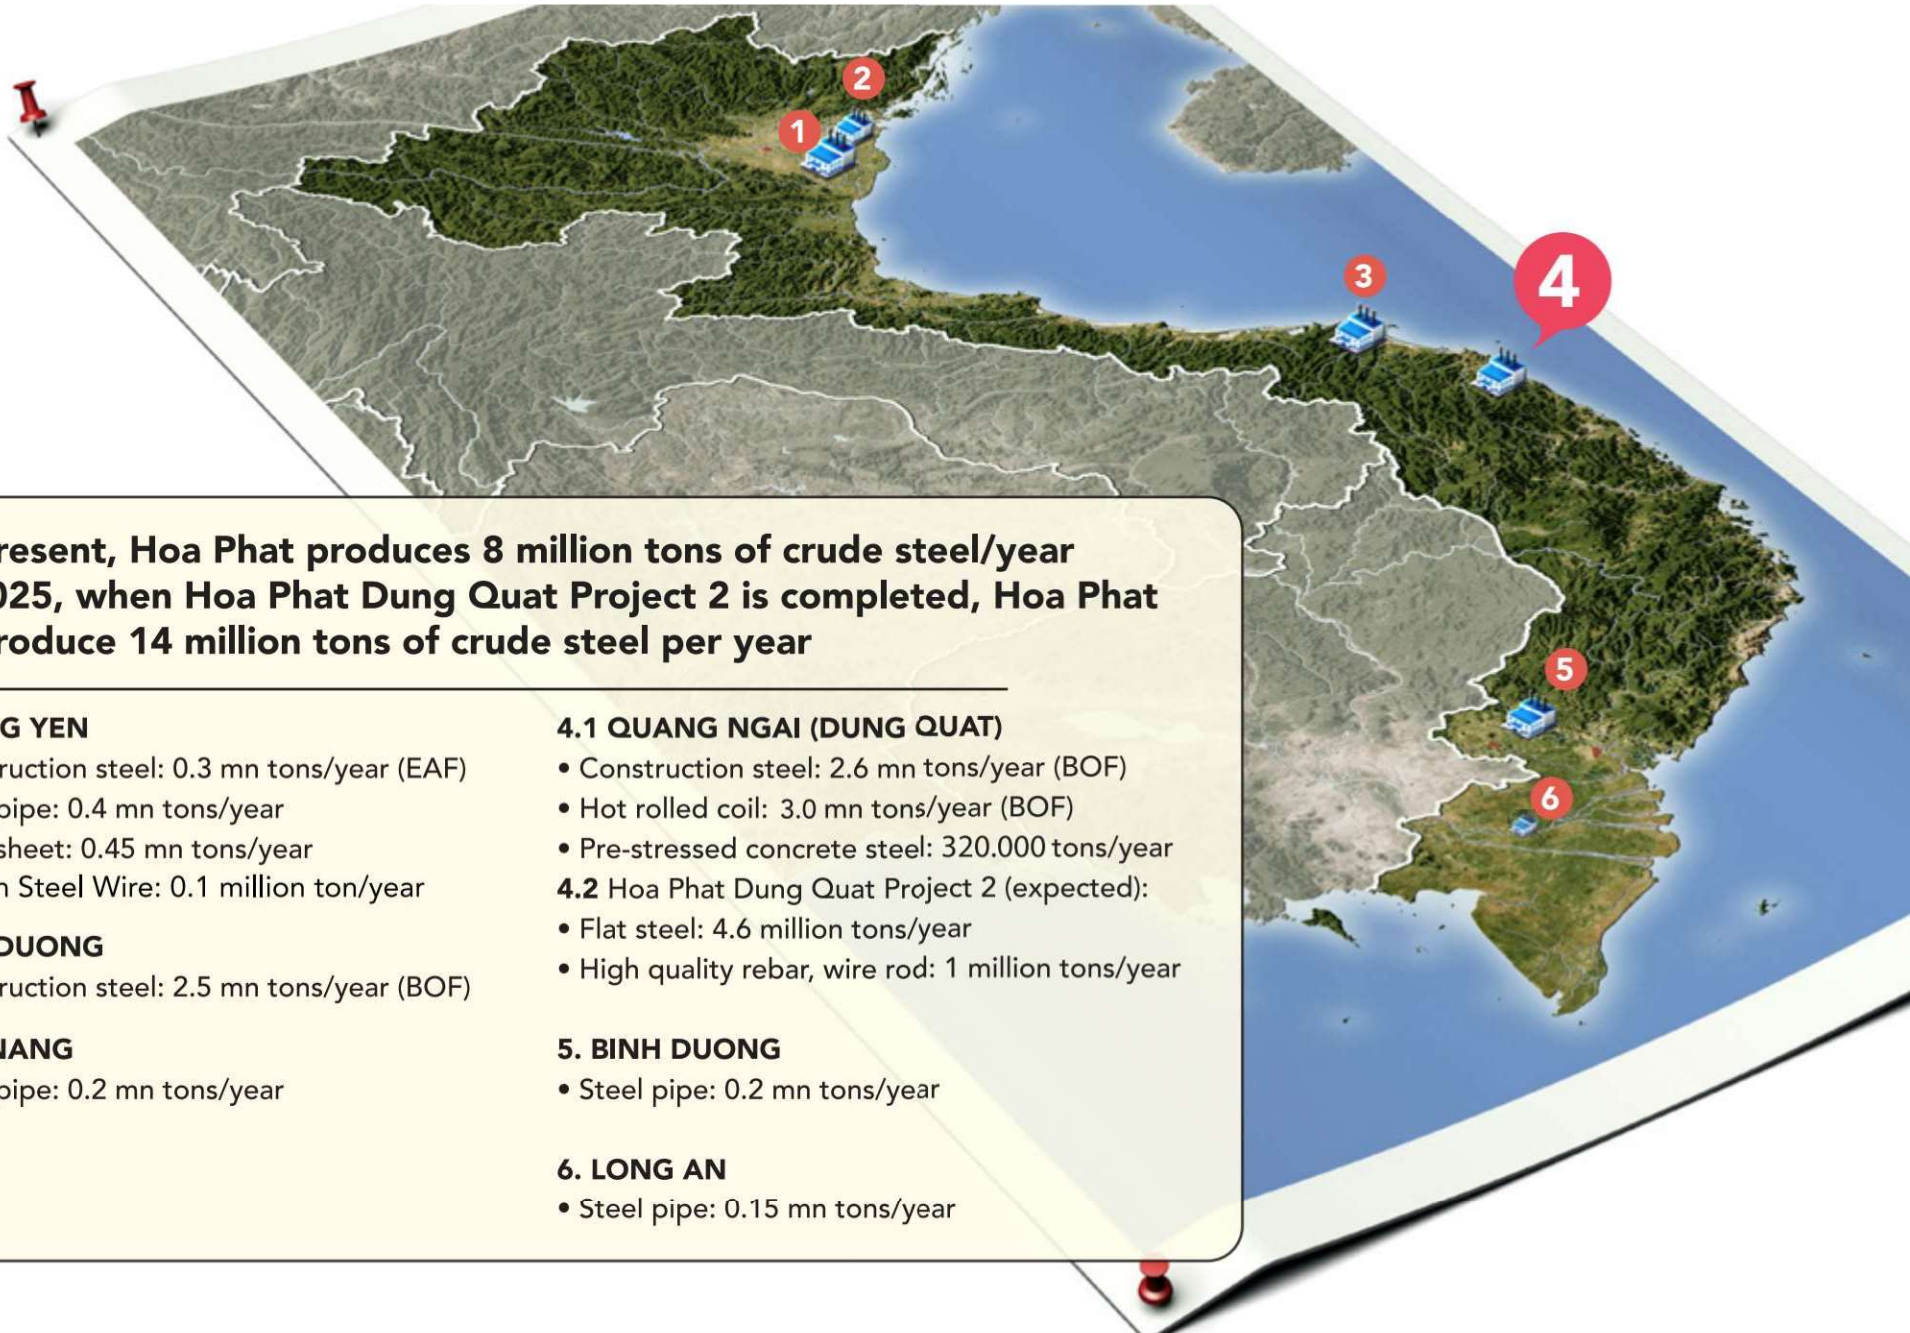 2
1
3
4
5
6
resent, Hoa Phat produces 8 million tons of crude steel/year
025, when Hoa Phat Dung Quat Project 2 is completed, Hoa Phat
roduce 14 million tons of crude steel per year
G YEN
ruction steel: 0.3 mn tons/year (EAF)
pipe: 0.4 mn tons/year
sheet: 0.45 mn tons/year
n Steel Wire: 0.1 million ton/year
DUONG
ruction steel: 2.5 mn tons/year (BOF)
NANG
pipe: 0.2 mn tons/year
4.1 QUANG NGAI (DUNG QUAT)
• Construction steel: 2.6 mn tons/year (BOF)
• Hot rolled coil: 3.0 mn tons/year (BOF)
• Pre-stressed concrete steel: 320.000 tons/year
4.2 Hoa Phat Dung Quat Project 2 (expected):
• Flat steel: 4.6 million tons/year
• High quality rebar, wire rod: 1 million tons/year
5. BINH DUONG
• Steel pipe: 0.2 mn tons/year
6. LONG AN
• Steel pipe: 0.15 mn tons/year